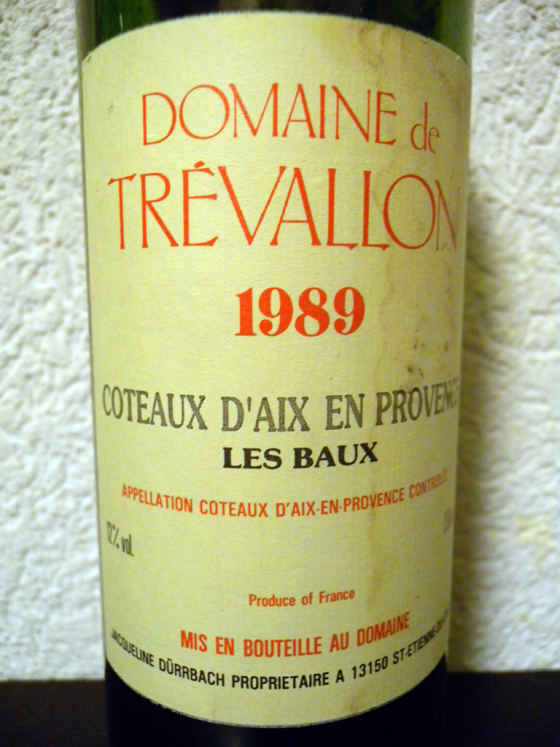 DOMAINE de
TRÉVALLON
1989
COTEAUX D'AIX EN PROVENC
LES BAUX
APPELLATION COTEAUX D'AIX-EN-PROVENCE CONTROLÉE
12% vol.
Produce of France
MIS EN BOUTEILLE AU DOMAINE
JACQUELINE DÜRRBACH PROPRIETAIRE A 13150 ST-ETIENNE-DU-